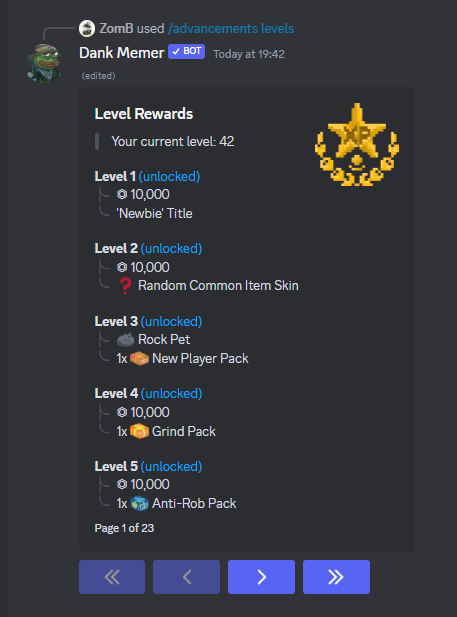 ZomB used /advancements levels
Dank Memer ✓ BOT Today at 19:42
(edited)
Level Rewards
Your current level: 42
XP
Level 1 (unlocked)
10,000
'Newbie' Title
Level 2 (unlocked)
10,000
❓ Random Common Item Skin
Level 3 (unlocked)
Rock Pet
1x New Player Pack
Level 4 (unlocked)
10,000
1x Grind Pack
Level 5 (unlocked)
10,000
1x Anti-Rob Pack
Page 1 of 23